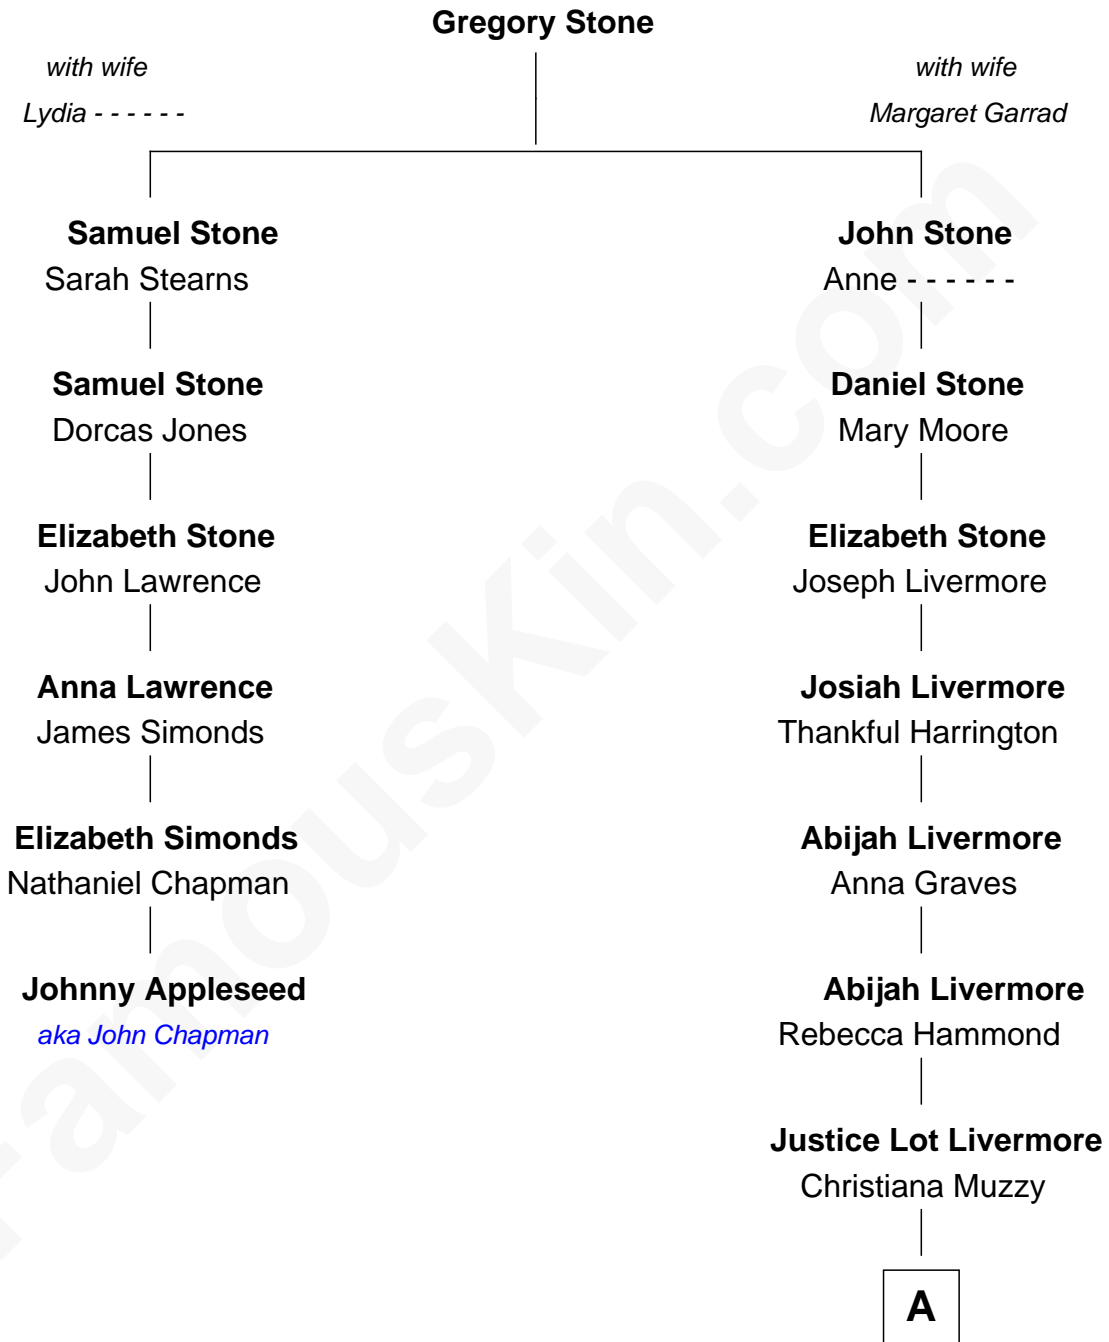 Gregory Stone
with wife
Lydia - - - - - -
with wife
Margaret Garrad
Samuel Stone
Sarah Stearns
John Stone
Anne - - - - - -
Samuel Stone
Dorcas Jones
Daniel Stone
Mary Moore
Elizabeth Stone
John Lawrence
Elizabeth Stone
Joseph Livermore
Anna Lawrence
James Simonds
Josiah Livermore
Thankful Harrington
Elizabeth Simonds
Nathaniel Chapman
Abijah Livermore
Anna Graves
Johnny Appleseed
aka John Chapman
Abijah Livermore
Rebecca Hammond
Justice Lot Livermore
Christiana Muzzy
A
FamousKin.com